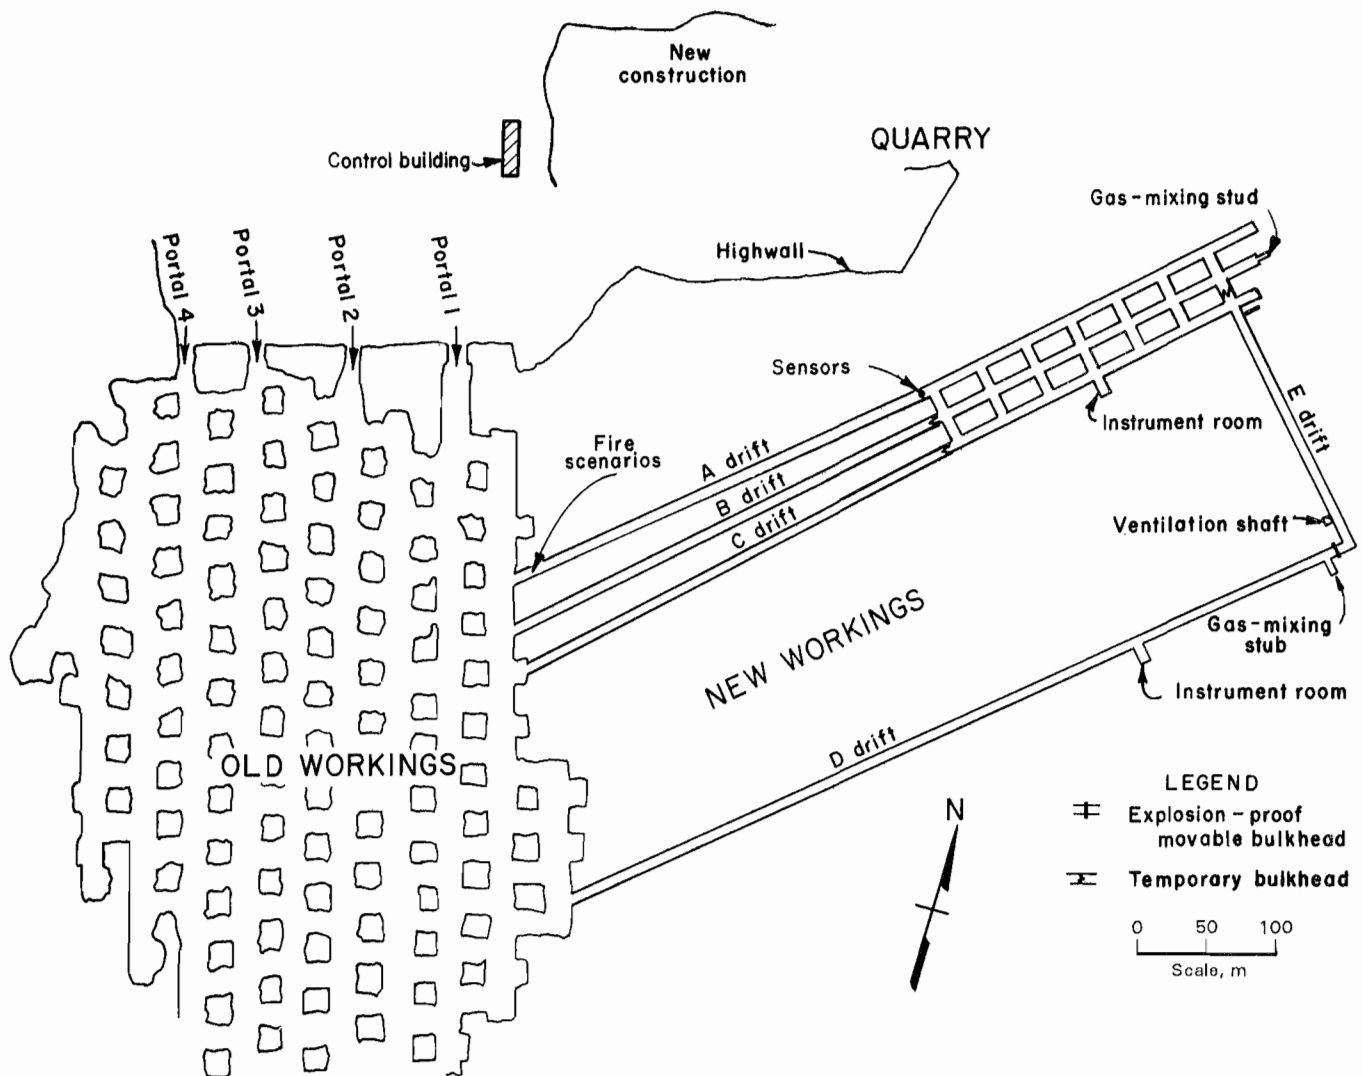 New
construction
QUARRY
Control building
Gas-mixing stud
Highwall
Portal 4
Portal 3
Portal 2
Portal 1
Sensors
Instrument room
E drift
Fire
scenarios
A drift
B drift
C drift
Ventilation shaft
NEW WORKINGS
Gas-mixing
stub
Instrument room
D drift
OLD WORKINGS
N
LEGEND
Explosion-proof
movable bulkhead
Temporary bulkhead
0 50 100
Scale, m